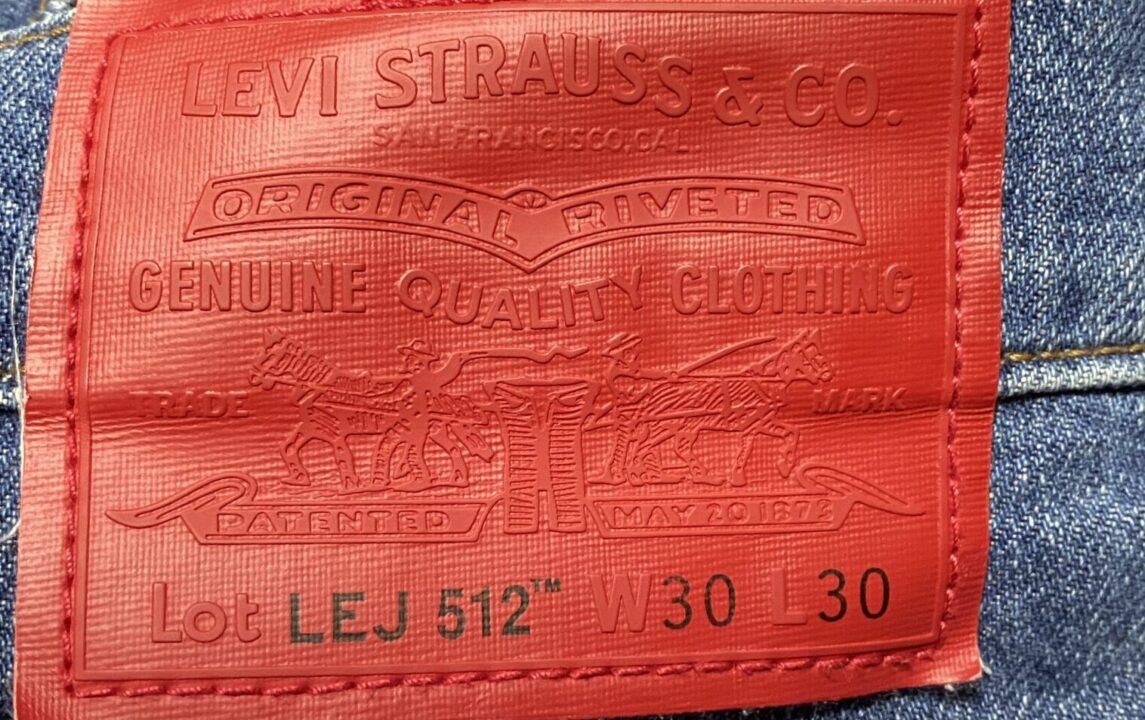 LEVI STRAUSS & CO.
SAN FRANCISCO, CAL.
ORIGINAL RIVETED
GENUINE QUALITY CLOTHING
TRADE MARK
PATENTED MAY 20 1873
Lot LEJ 512™ W30 L30